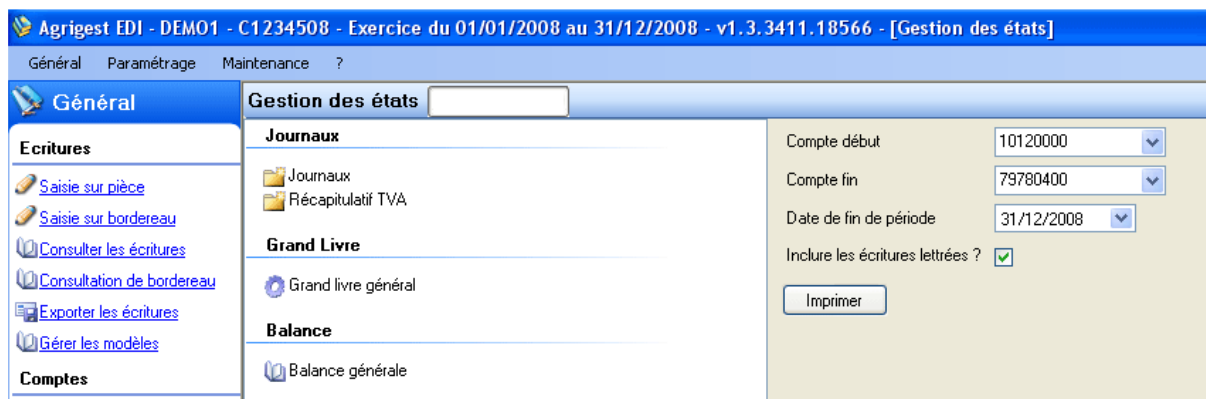 Agrigest EDI - DEMO1 - C1234508 - Exercice du 01/01/2008 au 31/12/2008 - v1.3.3411.18566 - [Gestion des états]
Général Paramétrage Maintenance ?
Général
Gestion des états
Ecritures
Saisie sur pièce
Saisie sur bordereau
Consulter les écritures
Consultation de bordereau
Exporter les écritures
Gérer les modèles
Comptes
Journaux
Journaux
Récapitulatif TVA
Grand Livre
Grand livre général
Balance
Balance générale
Compte début 10120000
Compte fin 79780400
Date de fin de période 31/12/2008
Inclure les écritures lettrées ?
Imprimer